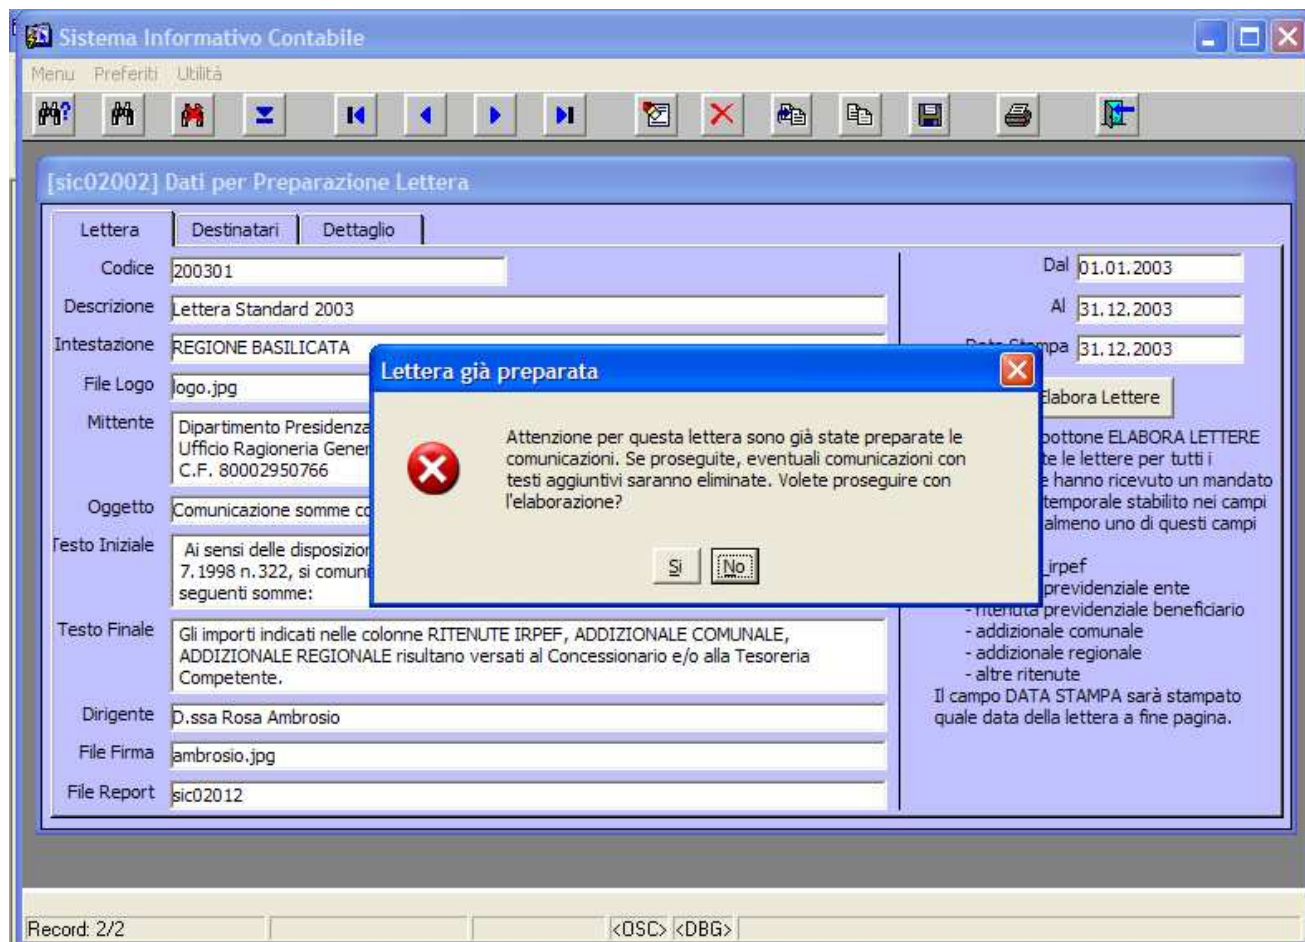 Sistema Informativo Contabile
Menu Preferiti Utilità
[sic02002] Dati per Preparazione Lettera
Lettera Destinatari Dettaglio
Codice 200301
Descrizione Lettera Standard 2003
Intestazione REGIONE BASILICATA
File Logo logo.jpg
Mittente Dipartimento Presidenza
Ufficio Ragioneria Gener
C.F. 80002950766
Oggetto Comunicazione somme
Testo Iniziale Ai sensi delle disposizion
7.1998 n.322, si comuni
seguenti somme:
Testo Finale Gli importi indicati nelle colonne RITENUTE IRPEF, ADDIZIONALE COMUNALE,
ADDIZIONALE REGIONALE risultano versati al Concessionario e/o alla Tesoreria
Competente.
Dirigente D.ssa Rosa Ambrosio
File Firma ambrosio.jpg
File Report sic02012
Dal 01.01.2003
Al 31.12.2003
Data Stampa 31.12.2003
Elabora Lettere
bottone ELABORA LETTERE
te le lettere per tutti i
e hanno ricevuto un mandato
temporale stabilito nei campi
almeno uno di questi campi
_irpef
previdenziale ente
- ritenuta previdenziale beneficiario
- addizionale comunale
- addizionale regionale
- altre ritenute
Il campo DATA STAMPA sarà stampato
quale data della lettera a fine pagina.
Lettera già preparata
Attenzione per questa lettera sono già state preparate le
comunicazioni. Se proseguite, eventuali comunicazioni con
testi aggiuntivi saranno eliminate. Volete proseguire con
l'elaborazione?
Si No
Record: 2/2 <OSC> <DBG>